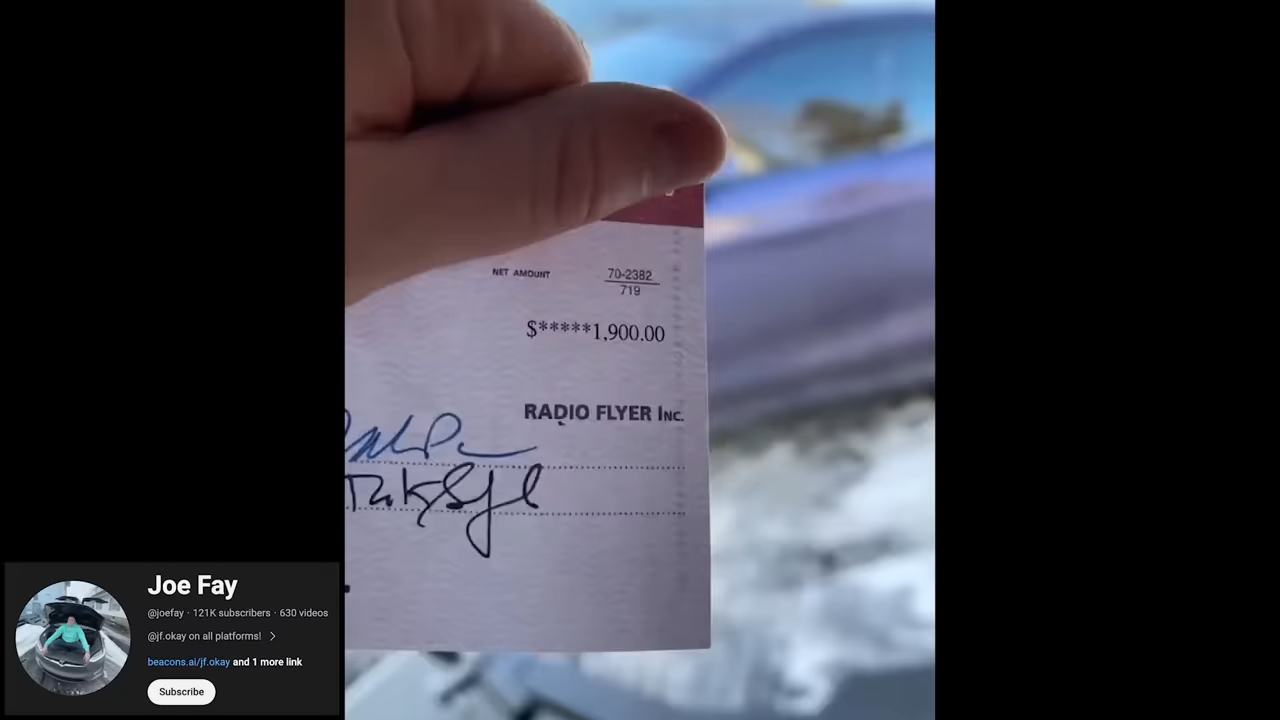 NET AMOUNT
70-2382
719
$*****1,900.00
RADIO FLYER INC.
Joe Fay
@joefay · 121K subscribers · 630 videos
@jf.okay on all platforms!
beacons.ai/jf.okay and 1 more link
Subscribe